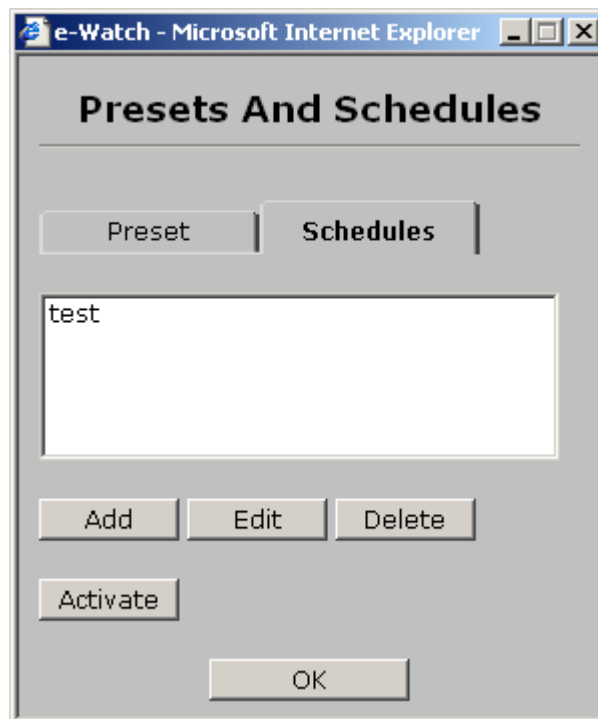 e-Watch - Microsoft Internet Explorer
Presets And Schedules
Preset Schedules
test
Add Edit Delete
Activate
OK